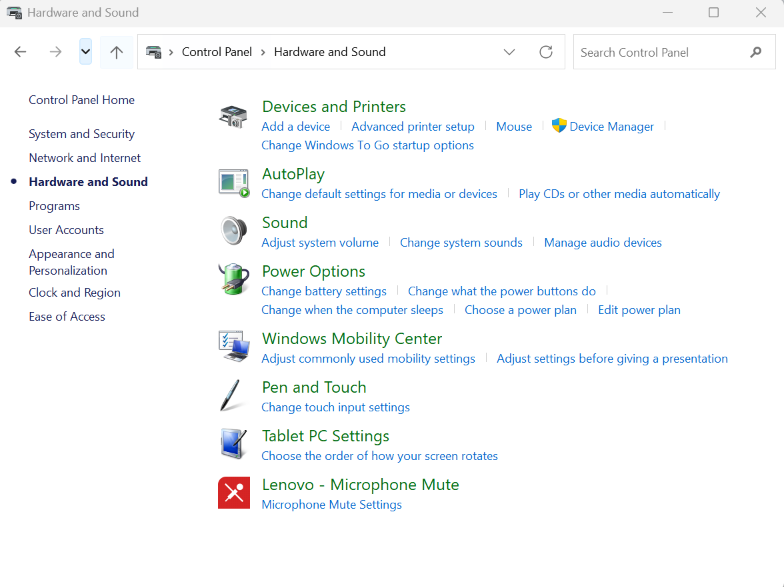 Hardware and Sound
Control Panel Hardware and Sound
Search Control Panel
Control Panel Home
System and Security
Network and Internet
Hardware and Sound
Programs
User Accounts
Appearance and
Personalization
Clock and Region
Ease of Access
Devices and Printers
Add a device Advanced printer setup Mouse Device Manager
Change Windows To Go startup options
AutoPlay
Change default settings for media or devices Play CDs or other media automatically
Sound
Adjust system volume Change system sounds Manage audio devices
Power Options
Change battery settings Change what the power buttons do
Change when the computer sleeps Choose a power plan Edit power plan
Windows Mobility Center
Adjust commonly used mobility settings Adjust settings before giving a presentation
Pen and Touch
Change touch input settings
Tablet PC Settings
Choose the order of how your screen rotates
Lenovo - Microphone Mute
Microphone Mute Settings